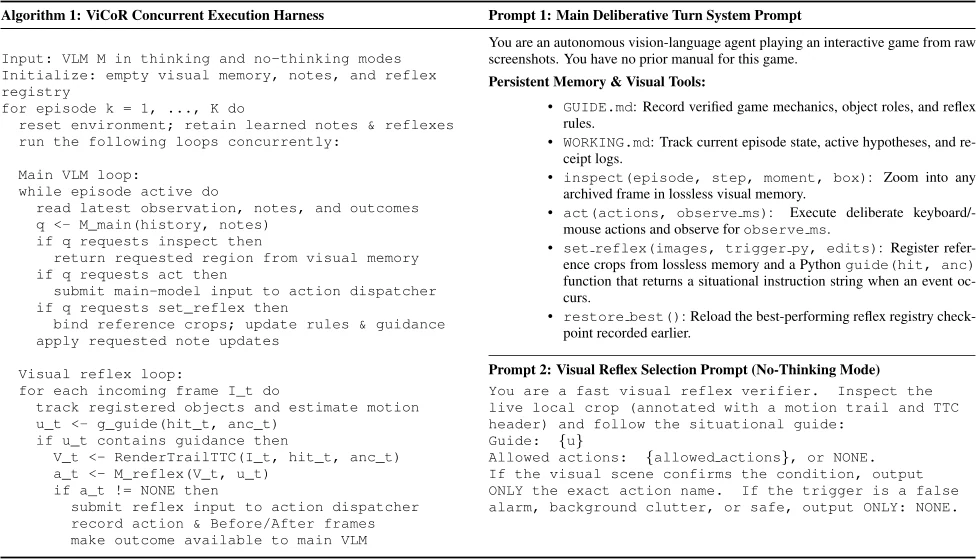 Algorithm 1: ViCoR Concurrent Execution Harness
Input: VLM M in thinking and no-thinking modes
Initialize: empty visual memory, notes, and reflex
registry
for episode k = 1, ..., K do
reset environment; retain learned notes & reflexes
run the following loops concurrently:
Main VLM loop:
while episode active do
read latest observation, notes, and outcomes
q <- M_main(history, notes)
if q requests inspect then
return requested region from visual memory
if q requests act then
submit main-model input to action dispatcher
if q requests set_reflex then
bind reference crops; update rules & guidance
apply requested note updates
Visual reflex loop:
for each incoming frame I_t do
track registered objects and estimate motion
u_t <- g_guide(hit_t, anc_t)
if u_t contains guidance then
V_t <- RenderTrailTTC(I_t, hit_t, anc_t)
a_t <- M_reflex(V_t, u_t)
if a_t != NONE then
submit reflex input to action dispatcher
record action & Before/After frames
make outcome available to main VLM
Prompt 1: Main Deliberative Turn System Prompt
You are an autonomous vision-language agent playing an interactive game from raw
screenshots. You have no prior manual for this game.
Persistent Memory & Visual Tools:
• GUIDE.md: Record verified game mechanics, object roles, and reflex
rules.
• WORKING.md: Track current episode state, active hypotheses, and re-
ceipt logs.
• inspect(episode, step, moment, box): Zoom into any
archived frame in lossless visual memory.
• act(actions, observe_ms): Execute deliberate keyboard/-
mouse actions and observe for observe_ms.
• set_reflex(images, trigger_py, edits): Register refer-
ence crops from lossless memory and a Python guide(hit, anc)
function that returns a situational instruction string when an event oc-
curs.
• restore_best(): Reload the best-performing reflex registry check-
point recorded earlier.
Prompt 2: Visual Reflex Selection Prompt (No-Thinking Mode)
You are a fast visual reflex verifier. Inspect the
live local crop (annotated with a motion trail and TTC
header) and follow the situational guide:
Guide: {u}
Allowed actions: {allowed_actions}, or NONE.
If the visual scene confirms the condition, output
ONLY the exact action name. If the trigger is a false
alarm, background clutter, or safe, output ONLY: NONE.